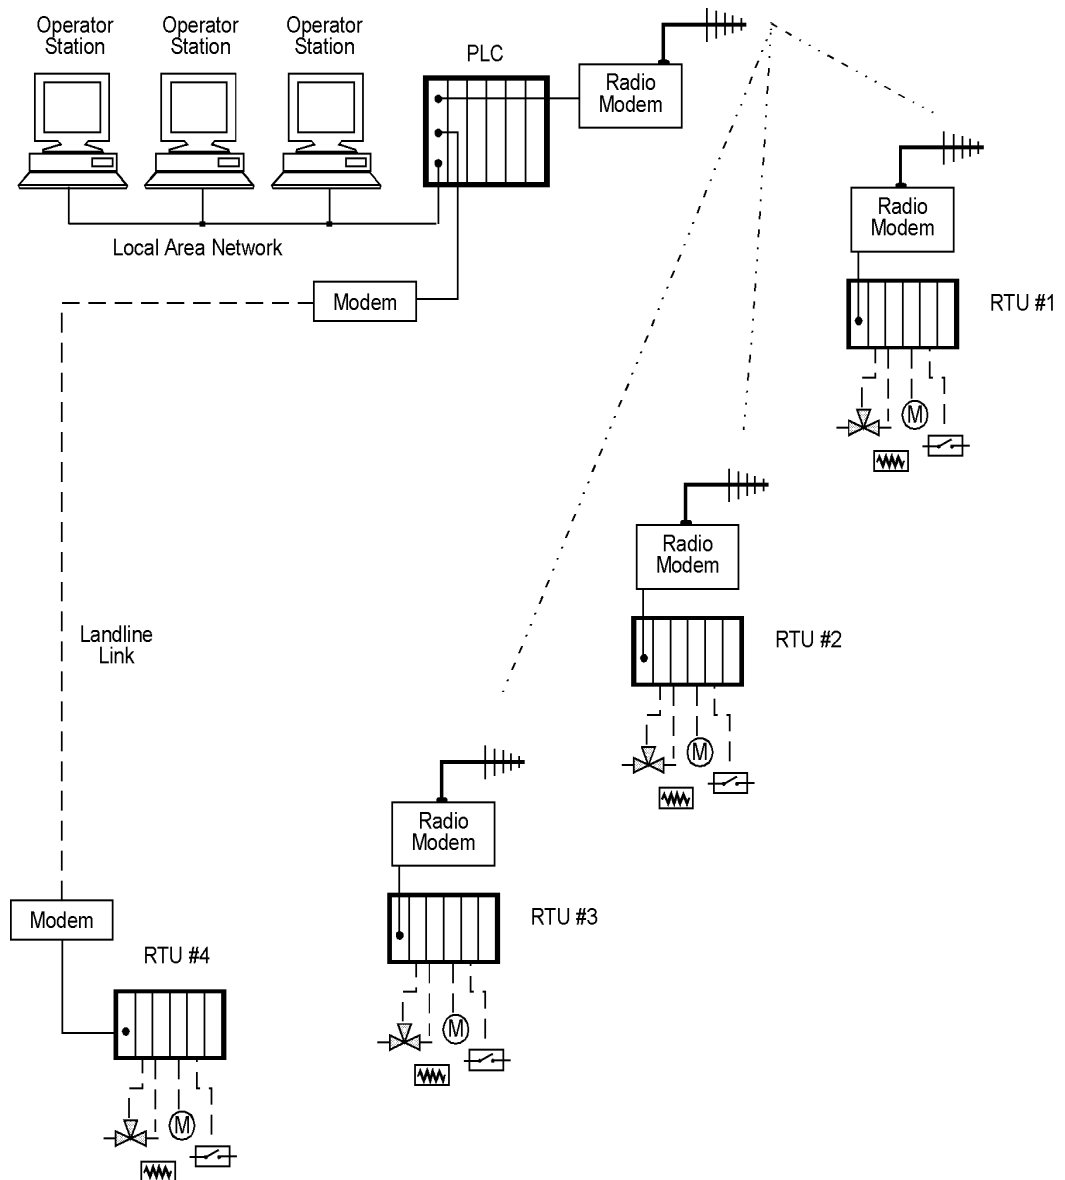 Operator
Station
Operator
Station
Operator
Station
PLC
Radio
Modem
Radio
Modem
Local Area Network
Modem
RTU #1
M
Radio
Modem
Landline
Link
RTU #2
M
Radio
Modem
Modem
RTU #3
RTU #4
M
M